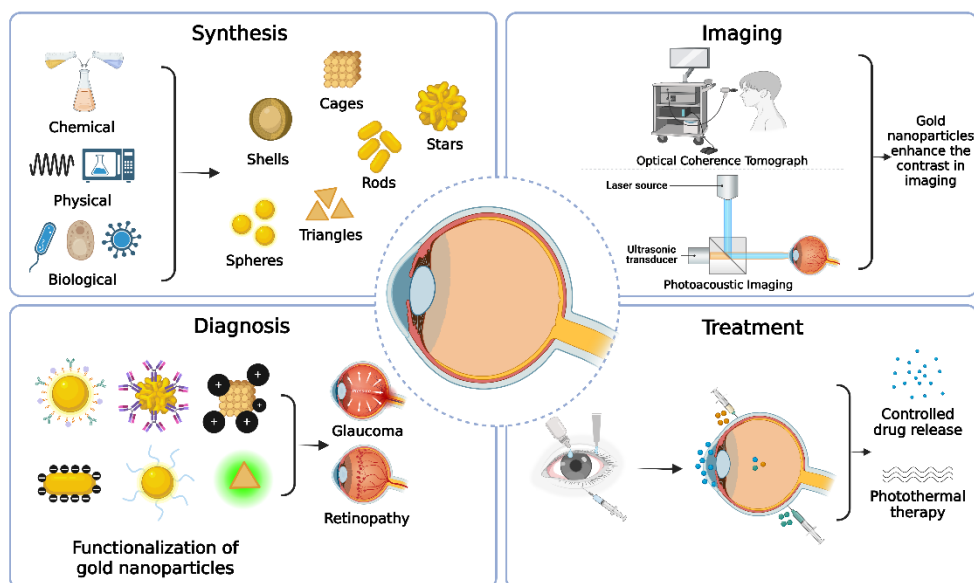 Synthesis
Chemical
Physical
Biological
Cages
Shells
Stars
Rods
Triangles
Spheres
Imaging
Optical Coherence Tomograph
Laser source
Ultrasonic
transducer
Photoacoustic Imaging
Gold
nanoparticles
enhance the
contrast in
imaging
Diagnosis
Glaucoma
Retinopathy
Functionalization of
gold nanoparticles
Treatment
Controlled
drug release
Photothermal
therapy